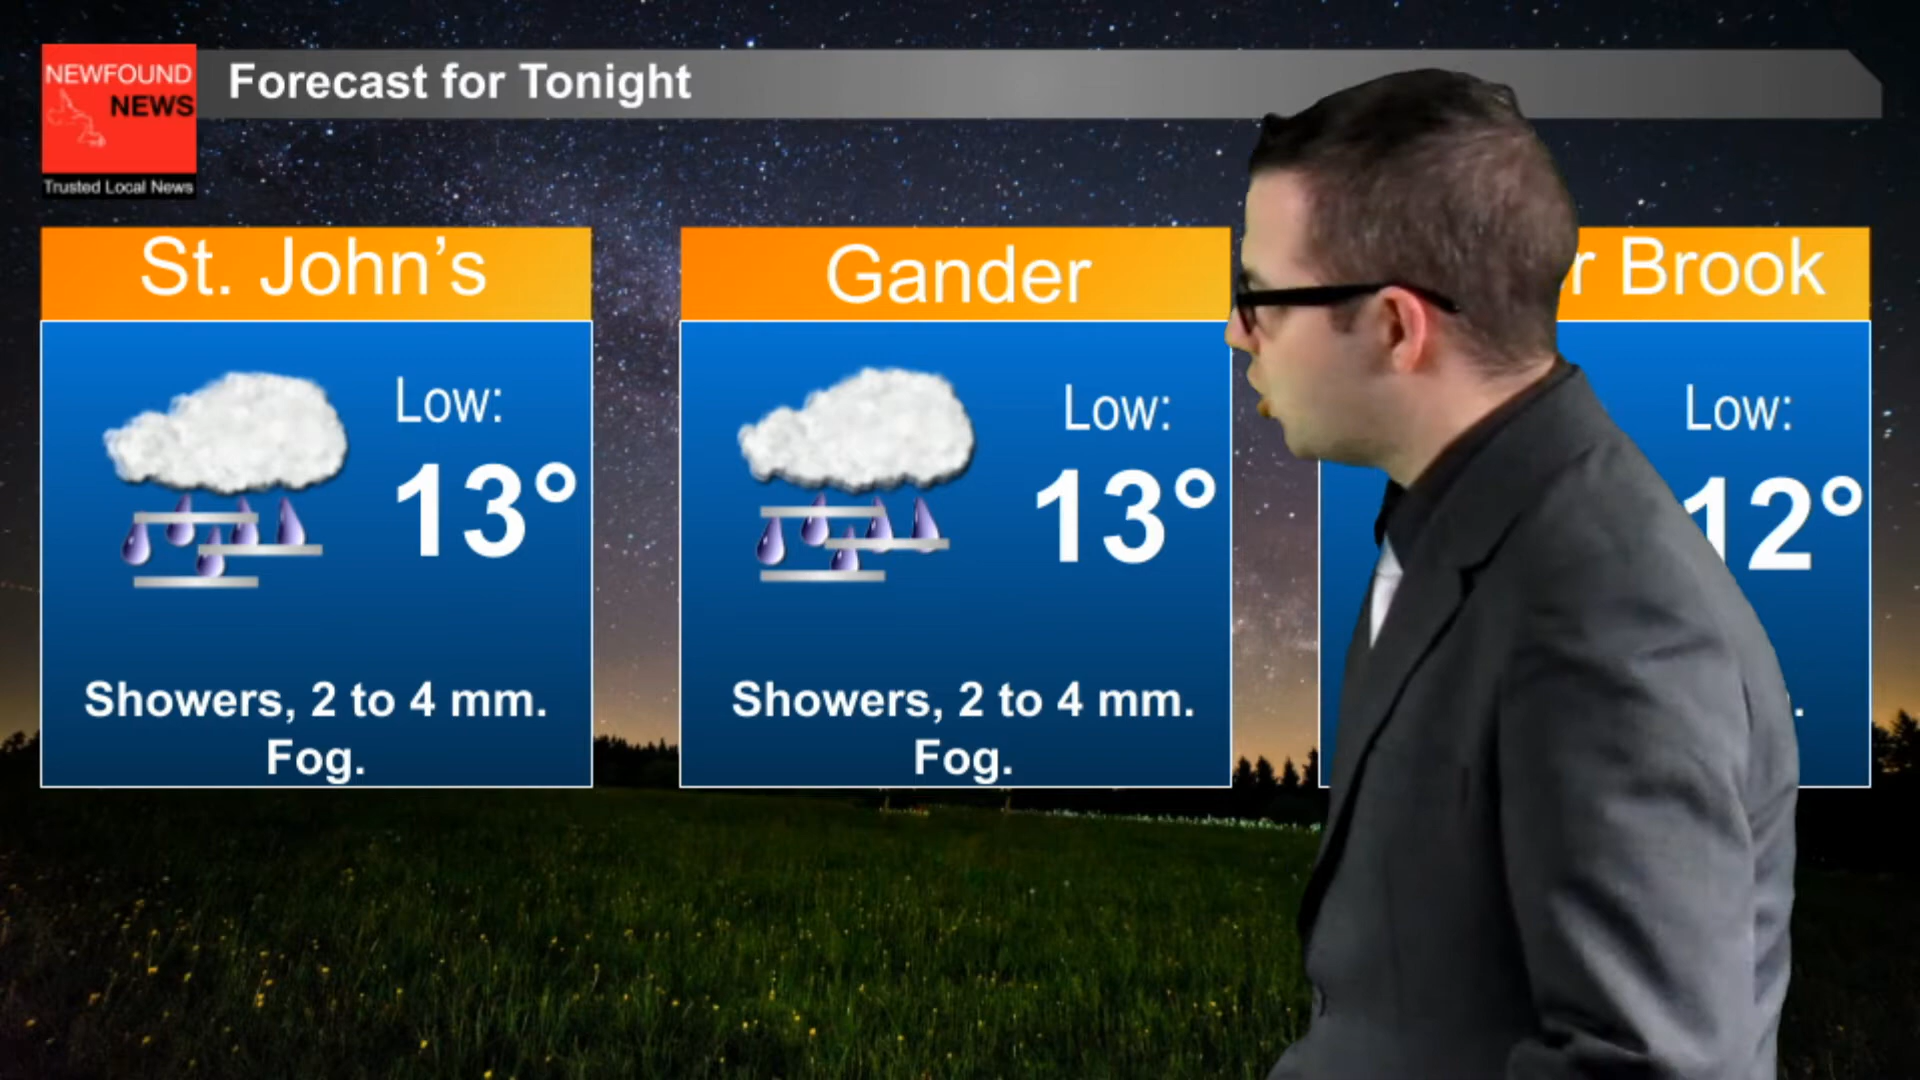 NEWFOUND
NEWS
Trusted Local News
Forecast for Tonight
St. John's
Low:
13°
Showers, 2 to 4 mm.
Fog.
Gander
Low:
13°
Showers, 2 to 4 mm.
Fog.
Brook
Low:
12°